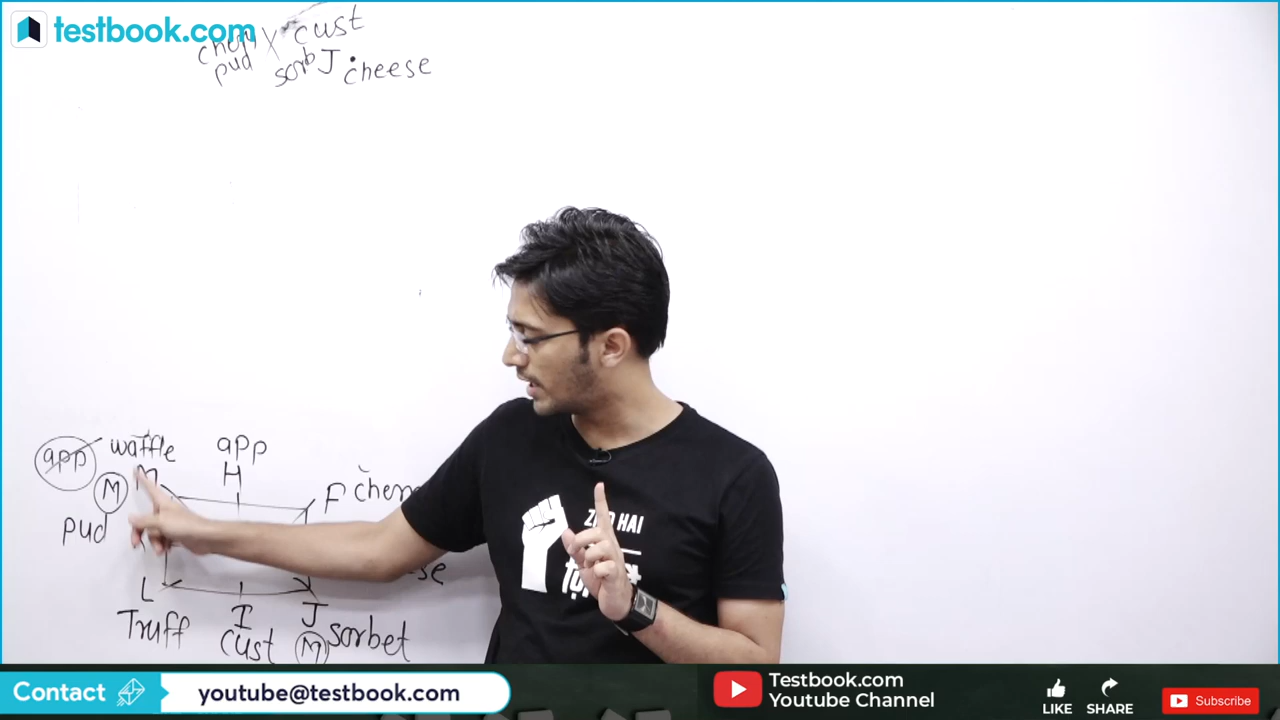 testbook.com
cust
pud sorb J cheese
app waffle app
M M H
F
pud
L I J
Truff cust M sorbet
Contact youtube@testbook.com
Testbook.com
YouTube Channel
LIKE SHARE Subscribe